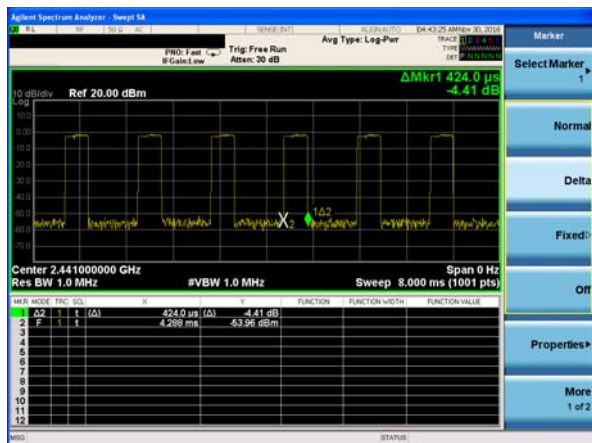 Agilent Spectrum Analyzer - Swept SA
RL RF 50 Ω AC SENSE:INT ALIGN AUTO 04:43:25 AM Nov 30, 2018
PNO: Fast Trig: Free Run Avg Type: Log-Pwr TRACE 1 2 3 4 5 6
IFGain:Low Atten: 30 dB TYPE
DET P N N N N N
Marker
Select Marker
1
ΔMkr1 424.0 µs
-4.41 dB
10 dB/div Ref 20.00 dBm
Log
10.0
0.00
-10.0
-20.0
-30.0
-40.0
-50.0
-60.0
-70.0
X2 1Δ2
Normal
Delta
Fixed
Off
Properties
More
1 of 2
Center 2.441000000 GHz Span 0 Hz
Res BW 1.0 MHz #VBW 1.0 MHz Sweep 8.000 ms (1001 pts)
MKR MODE TRC SCL X Y FUNCTION FUNCTION WIDTH FUNCTION VALUE
1 Δ2 1 t (Δ) 424.0 µs (Δ) -4.41 dB
2 F 1 t 4.288 ms -53.96 dBm
3
4
5
6
7
8
9
10
11
12
MSG STATUS